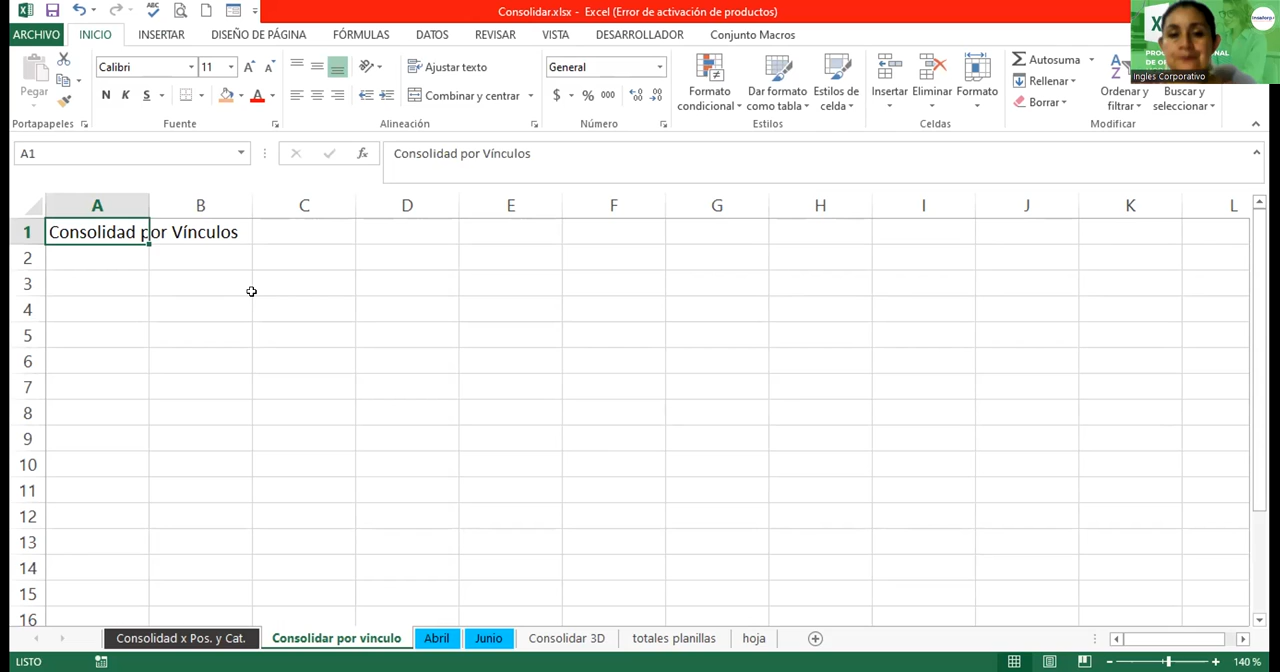 Consolidar.xlsx - Excel (Error de activación de productos)
ARCHIVO INICIO INSERTAR DISEÑO DE PÁGINA FÓRMULAS DATOS REVISAR VISTA DESARROLLADOR Conjunto Macros
Pegar
Calibri 11
N K S
Ajustar texto
Combinar y centrar
General
$ % 000
Formato condicional
Dar formato como tabla
Estilos de celda
Insertar Eliminar Formato
Autosuma
Rellenar
Borrar
Ordenar y filtrar
Buscar y seleccionar
Ingles Corporativo
Portapapeles Fuente Alineación Número Estilos Celdas Modificar
A1 fx Consolidad por Vínculos
A B C D E F G H I J K L
1 Consolidad por Vínculos
2
3
4
5
6
7
8
9
10
11
12
13
14
15
16
Consolidad x Pos. y Cat. Consolidar por vinculo Abril Junio Consolidar 3D totales planillas hoja
LISTO 140 %